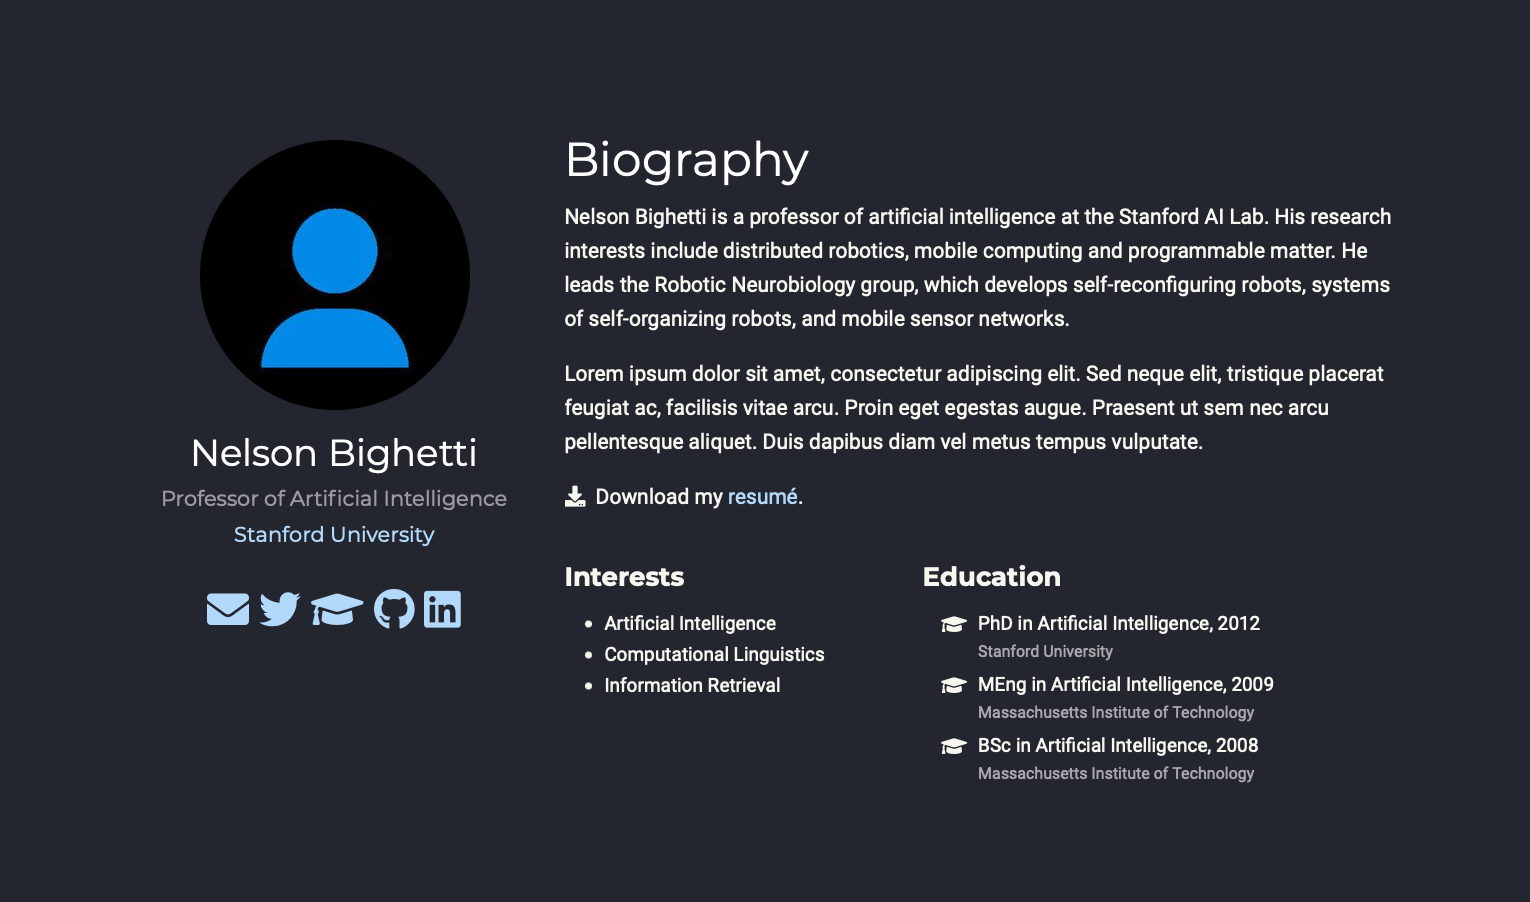 Nelson Bighetti
Professor of Artificial Intelligence
Stanford University
Biography
Nelson Bighetti is a professor of artificial intelligence at the Stanford AI Lab. His research
interests include distributed robotics, mobile computing and programmable matter. He
leads the Robotic Neurobiology group, which develops self-reconfiguring robots, systems
of self-organizing robots, and mobile sensor networks.
Lorem ipsum dolor sit amet, consectetur adipiscing elit. Sed neque elit, tristique placerat
feugiat ac, facilisis vitae arcu. Proin eget egestas augue. Praesent ut sem nec arcu
pellentesque aliquet. Duis dapibus diam vel metus tempus vulputate.
Download my resumé.
Interests
• Artificial Intelligence
• Computational Linguistics
• Information Retrieval
Education
PhD in Artificial Intelligence, 2012
Stanford University
MEng in Artificial Intelligence, 2009
Massachusetts Institute of Technology
BSc in Artificial Intelligence, 2008
Massachusetts Institute of Technology